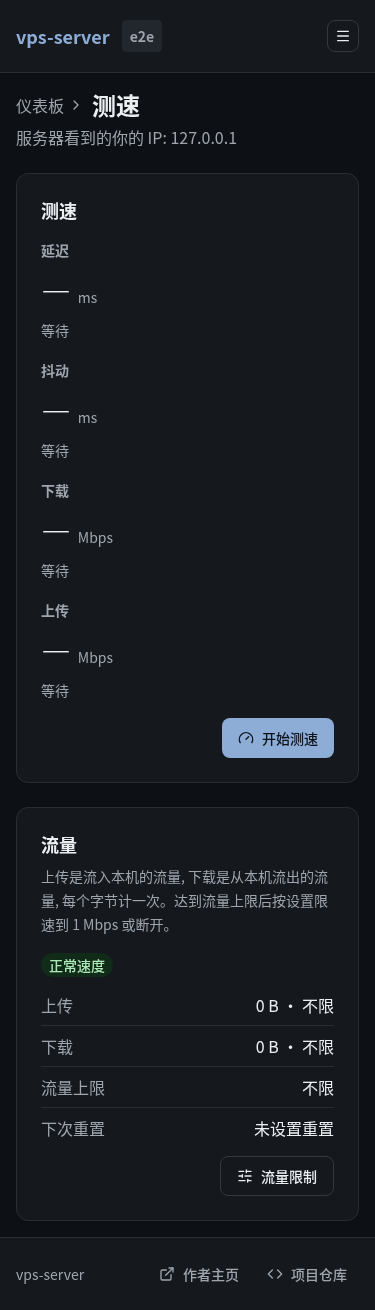 vps-server e2e
仪表板 > 测速
服务器看到的你的 IP: 127.0.0.1
测速
延迟
— ms
等待
抖动
— ms
等待
下载
— Mbps
等待
上传
— Mbps
等待
开始测速
流量
上传是流入本机的流量, 下载是从本机流出的流
量, 每个字节计一次。达到流量上限后按设置限
速到 1 Mbps 或断开。
正常速度
上传 0 B · 不限
下载 0 B · 不限
流量上限 不限
下次重置 未设置重置
流量限制
vps-server 作者主页 项目仓库